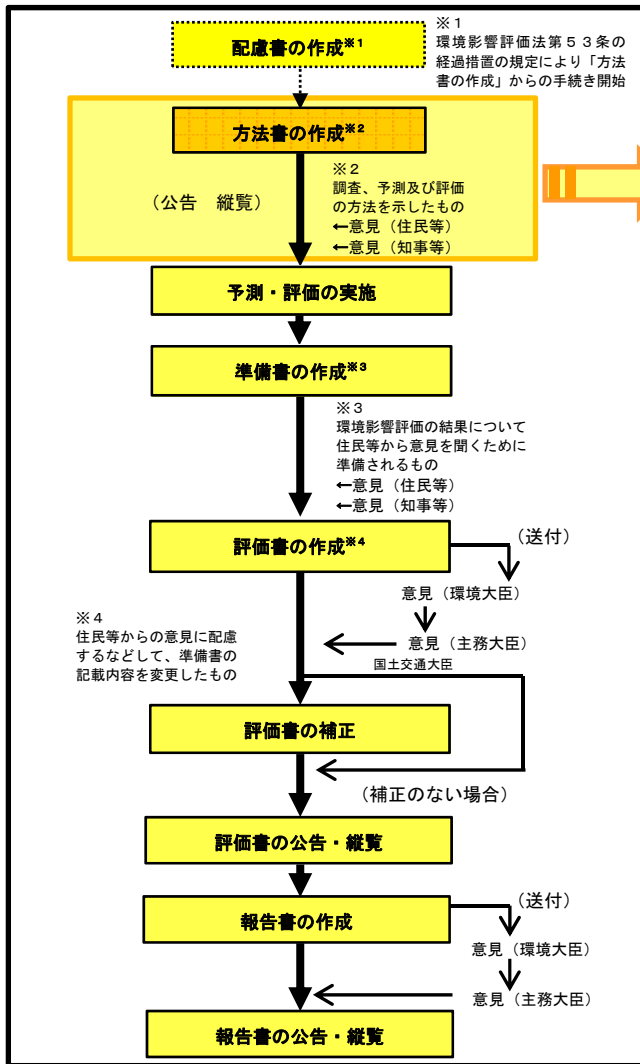 配慮書の作成※1
※１
環境影響評価法第５３条の
経過措置の規定により「方法
書の作成」からの手続き開始
方法書の作成※2
（公告　縦覧）
※２
調査、予測及び評価
の方法を示したもの
←意見（住民等）
←意見（知事等）
予測・評価の実施
準備書の作成※3
※３
環境影響評価の結果について
住民等から意見を聞くために
準備されるもの
←意見（住民等）
←意見（知事等）
評価書の作成※4
（送付）
意見（環境大臣）
意見（主務大臣）
国土交通大臣
※４
住民等からの意見に配慮
するなどして、準備書の
記載内容を変更したもの
評価書の補正
（補正のない場合）
評価書の公告・縦覧
報告書の作成
（送付）
意見（環境大臣）
意見（主務大臣）
報告書の公告・縦覧